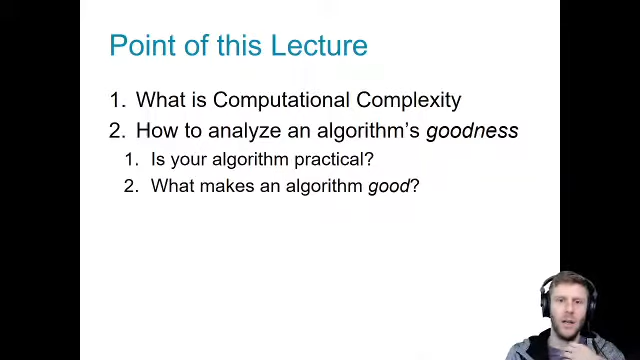 Point of this Lecture
1. What is Computational Complexity
2. How to analyze an algorithm's goodness
1. Is your algorithm practical?
2. What makes an algorithm good?